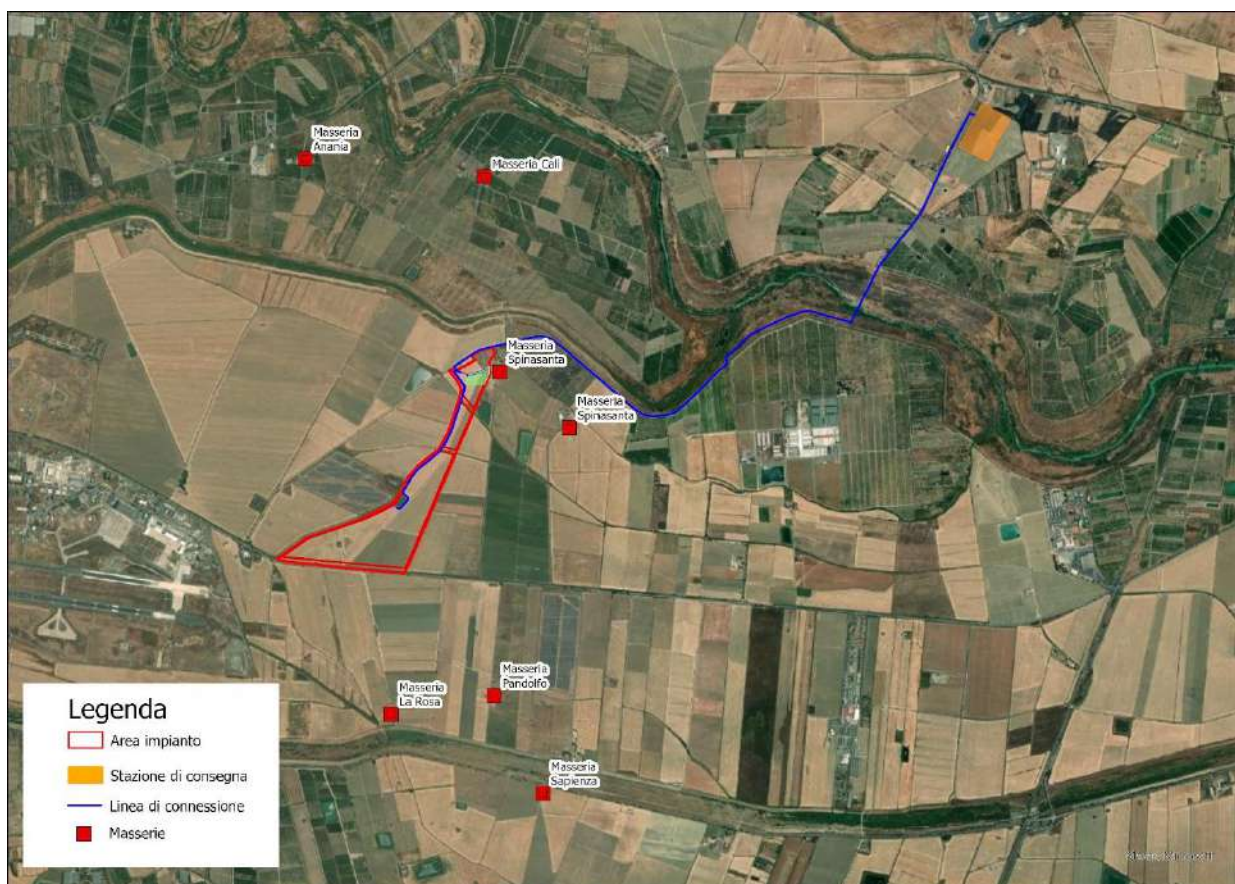 Masseria
Anania
Masseria Cali
Masseria
Spinasanta
Masseria
Spinasanta
Masseria
Pandolfo
Masseria
La Rosa
Masseria
Sapienza
Legenda
Area impianto
Stazione di consegna
Linea di connessione
Masserie